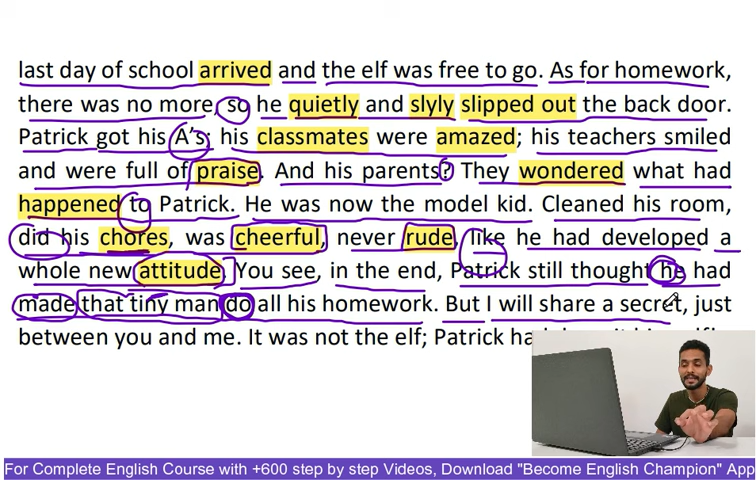 last day of school arrived and the elf was free to go. As for homework,
there was no more, so he quietly and slyly slipped out the back door.
Patrick got his A's; his classmates were amazed; his teachers smiled
and were full of praise. And his parents? They wondered what had
happened to Patrick. He was now the model kid. Cleaned his room,
did his chores, was cheerful, never rude, like he had developed a
whole new attitude. You see, in the end, Patrick still thought he had
made that tiny man do all his homework. But I will share a secret, just
between you and me. It was not the elf; Patrick
For Complete English Course with +600 step by step Videos, Download "Become English Champion" App